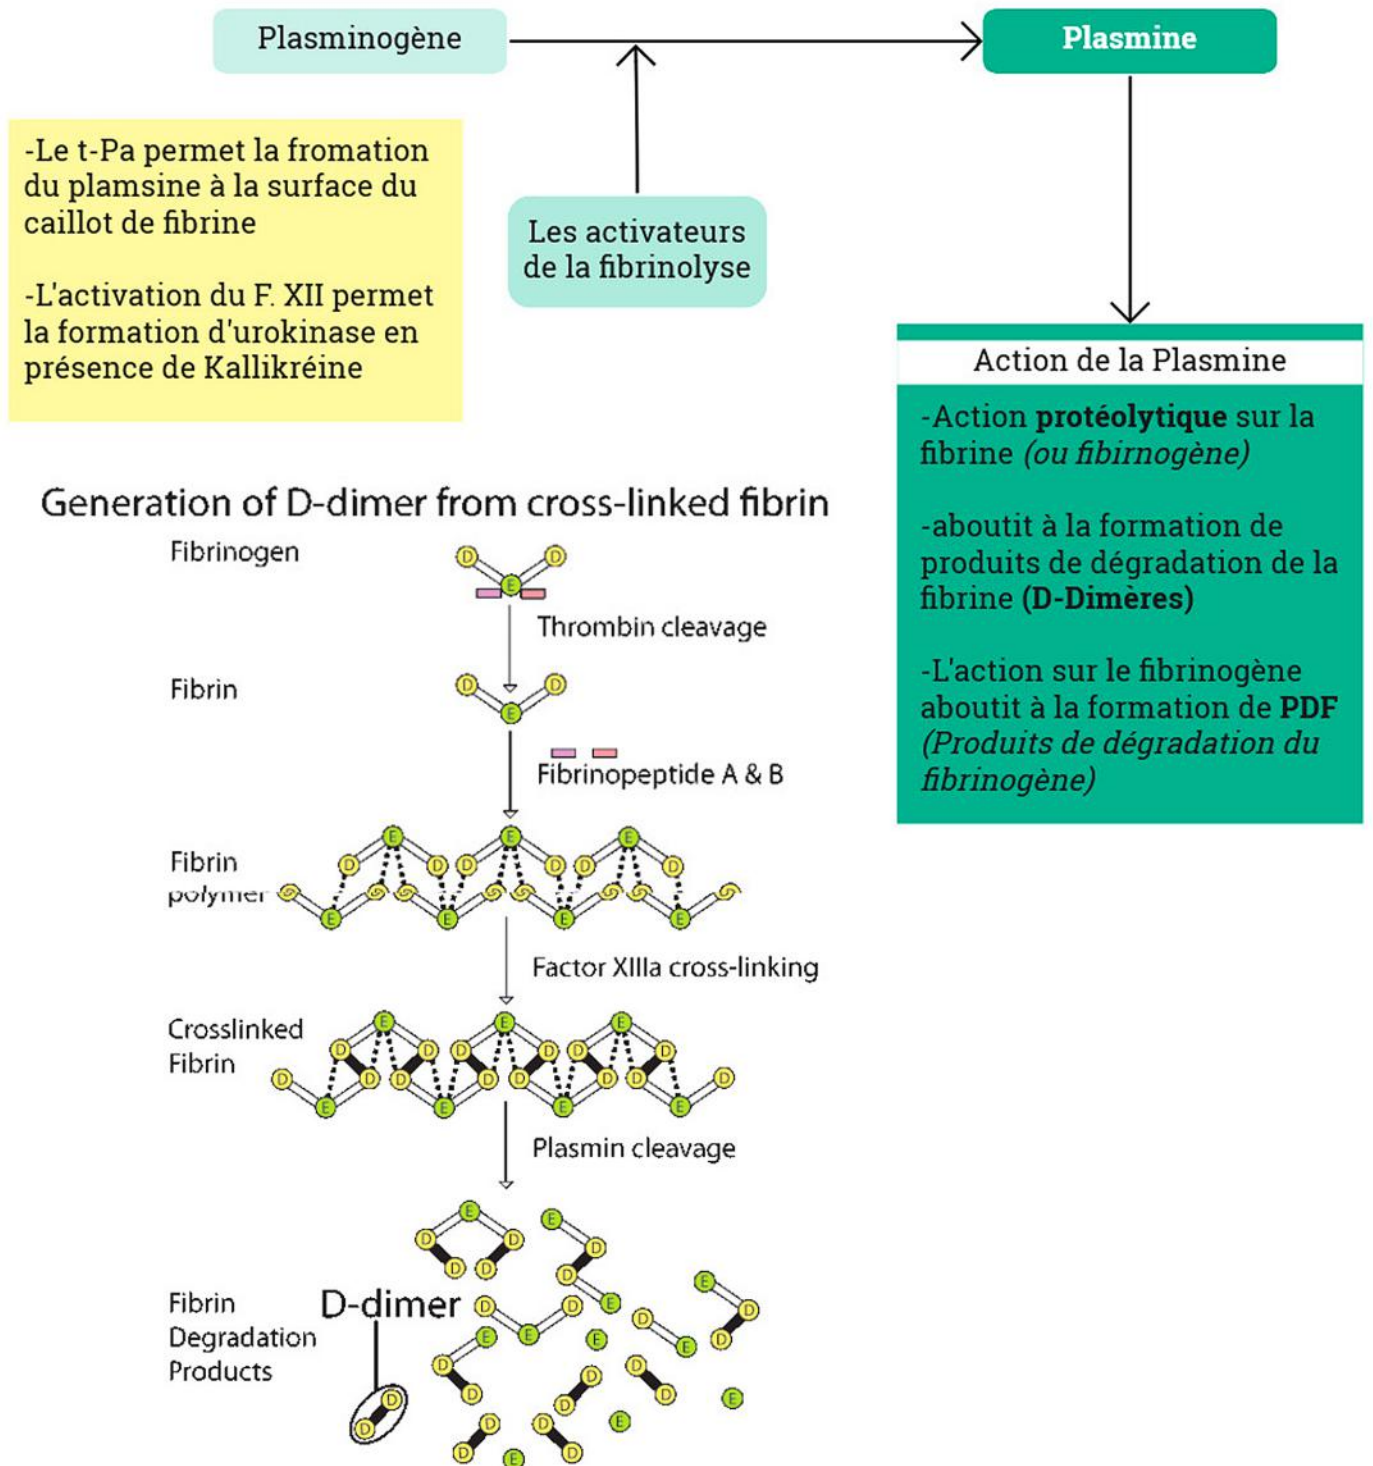 Plasminogène
Plasmine
-Le t-Pa permet la fromation
du plamsine à la surface du
caillot de fibrine
-L'activation du F. XII permet
la formation d'urokinase en
présence de Kallikréine
Les activateurs
de la fibrinolyse
Action de la Plasmine
-Action protéolytique sur la
fibrine (ou fibirnogène)
-aboutit à la formation de
produits de dégradation de la
fibrine (D-Dimères)
-L'action sur le fibrinogène
aboutit à la formation de PDF
(Produits de dégradation du
fibrinogène)
Generation of D-dimer from cross-linked fibrin
Fibrinogen
D D
E
Thrombin cleavage
Fibrin
D D
E
Fibrinopeptide A & B
E E E
Fibrin
D D D D D D
polymer
E E E E
Factor XIIIa cross-linking
Crosslinked
Fibrin
E E E
D D D D D D
D D D D D D D D
E E E E
Plasmin cleavage
E E
D D D
D D D E
E D
Fibrin
Degradation
Products
D-dimer
D D E D D
E E E E
D D D D
D D D E
D E
D D D
D E D